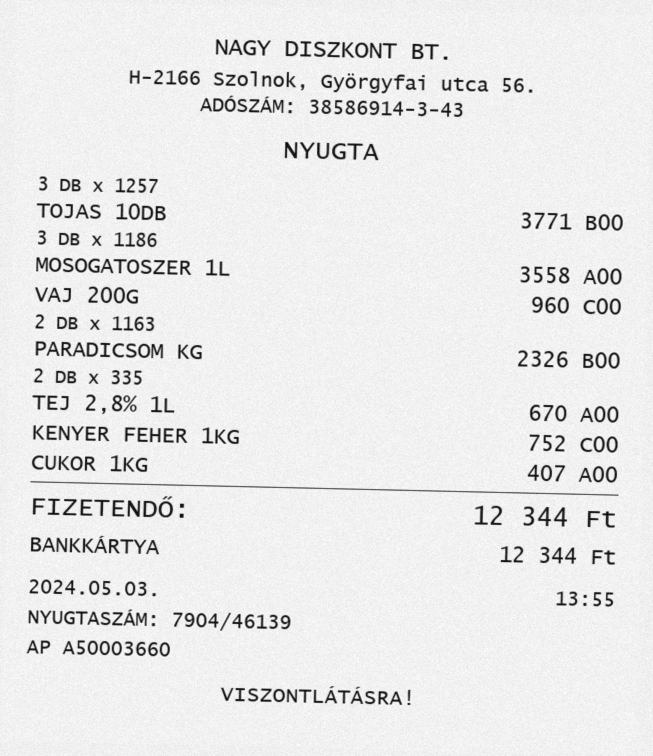 NAGY DISZKONT BT.
H-2166 Szolnok, Györgyfai utca 56.
ADÓSZÁM: 38586914-3-43
NYUGTA
3 DB x 1257
TOJAS 10DB 3771 B00
3 DB x 1186
MOSOGATOSZER 1L 3558 A00
VAJ 200G 960 C00
2 DB x 1163
PARADICSOM KG 2326 B00
2 DB x 335
TEJ 2,8% 1L 670 A00
KENYER FEHER 1KG 752 C00
CUKOR 1KG 407 A00
FIZETENDŐ: 12 344 Ft
BANKKÁRTYA 12 344 Ft
2024.05.03. 13:55
NYUGTASZÁM: 7904/46139
AP A50003660
VISZONTLÁTÁSRA!